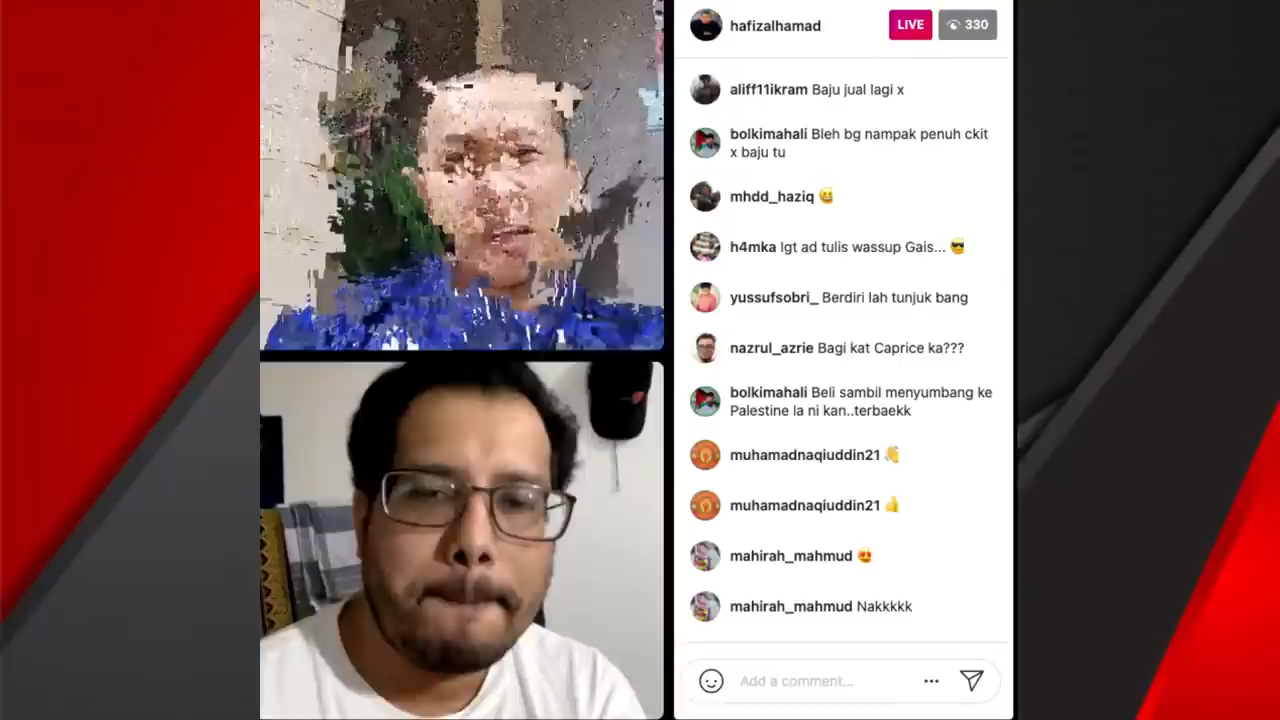 hafizalhamad LIVE 330
aliff11ikram Baju jual lagi x
bolkimahali Bleh bg nampak penuh ckit
x baju tu
mhdd_haziq 😆
h4mka lgt ad tulis wassup Gais... 😎
yussufsobri_ Berdiri lah tunjuk bang
nazrul_azrie Bagi kat Caprice ka???
bolkimahali Beli sambil menyumbang ke
Palestine la ni kan..terbaekk
muhamadnaqiuddin21 👏
muhamadnaqiuddin21 👍
mahirah_mahmud 😍
mahirah_mahmud Nakkkkk
Add a comment...